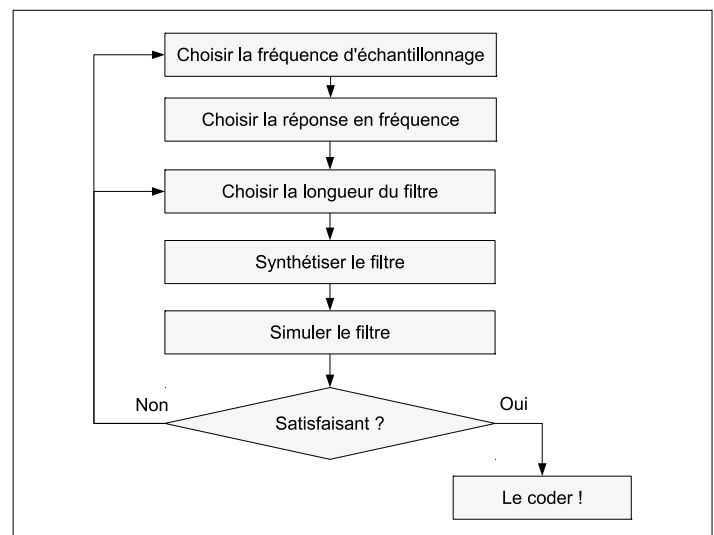 Choisir la fréquence d'échantillonnage
Choisir la réponse en fréquence
Choisir la longueur du filtre
Synthétiser le filtre
Simuler le filtre
Non
Satisfaisant ?
Oui
Le coder !